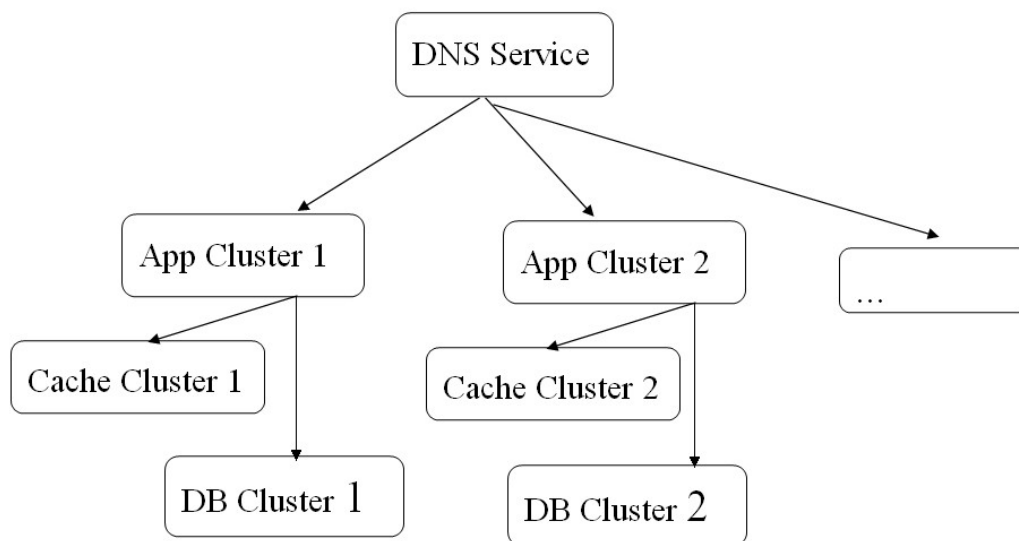 DNS Service
App Cluster 1
App Cluster 2
...
Cache Cluster 1
Cache Cluster 2
DB Cluster 1
DB Cluster 2